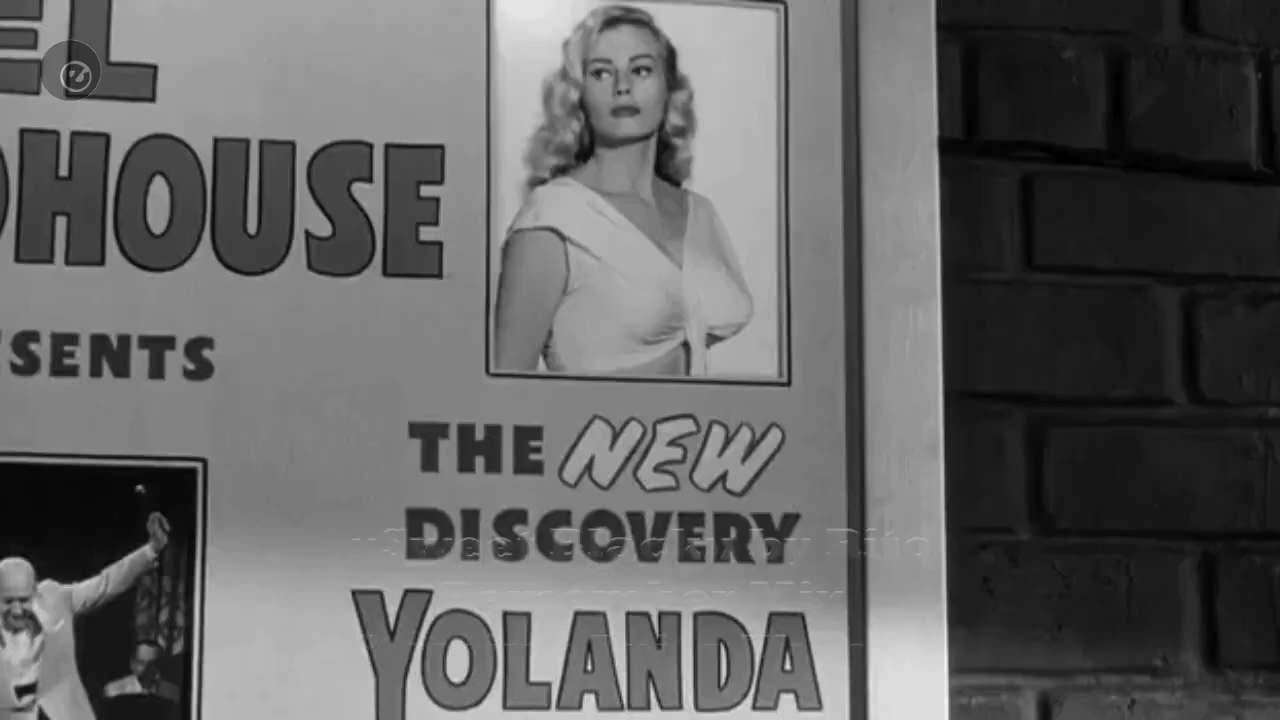 EL
HOUSE
SENTS
THE NEW
DISCOVERY
YOLANDA